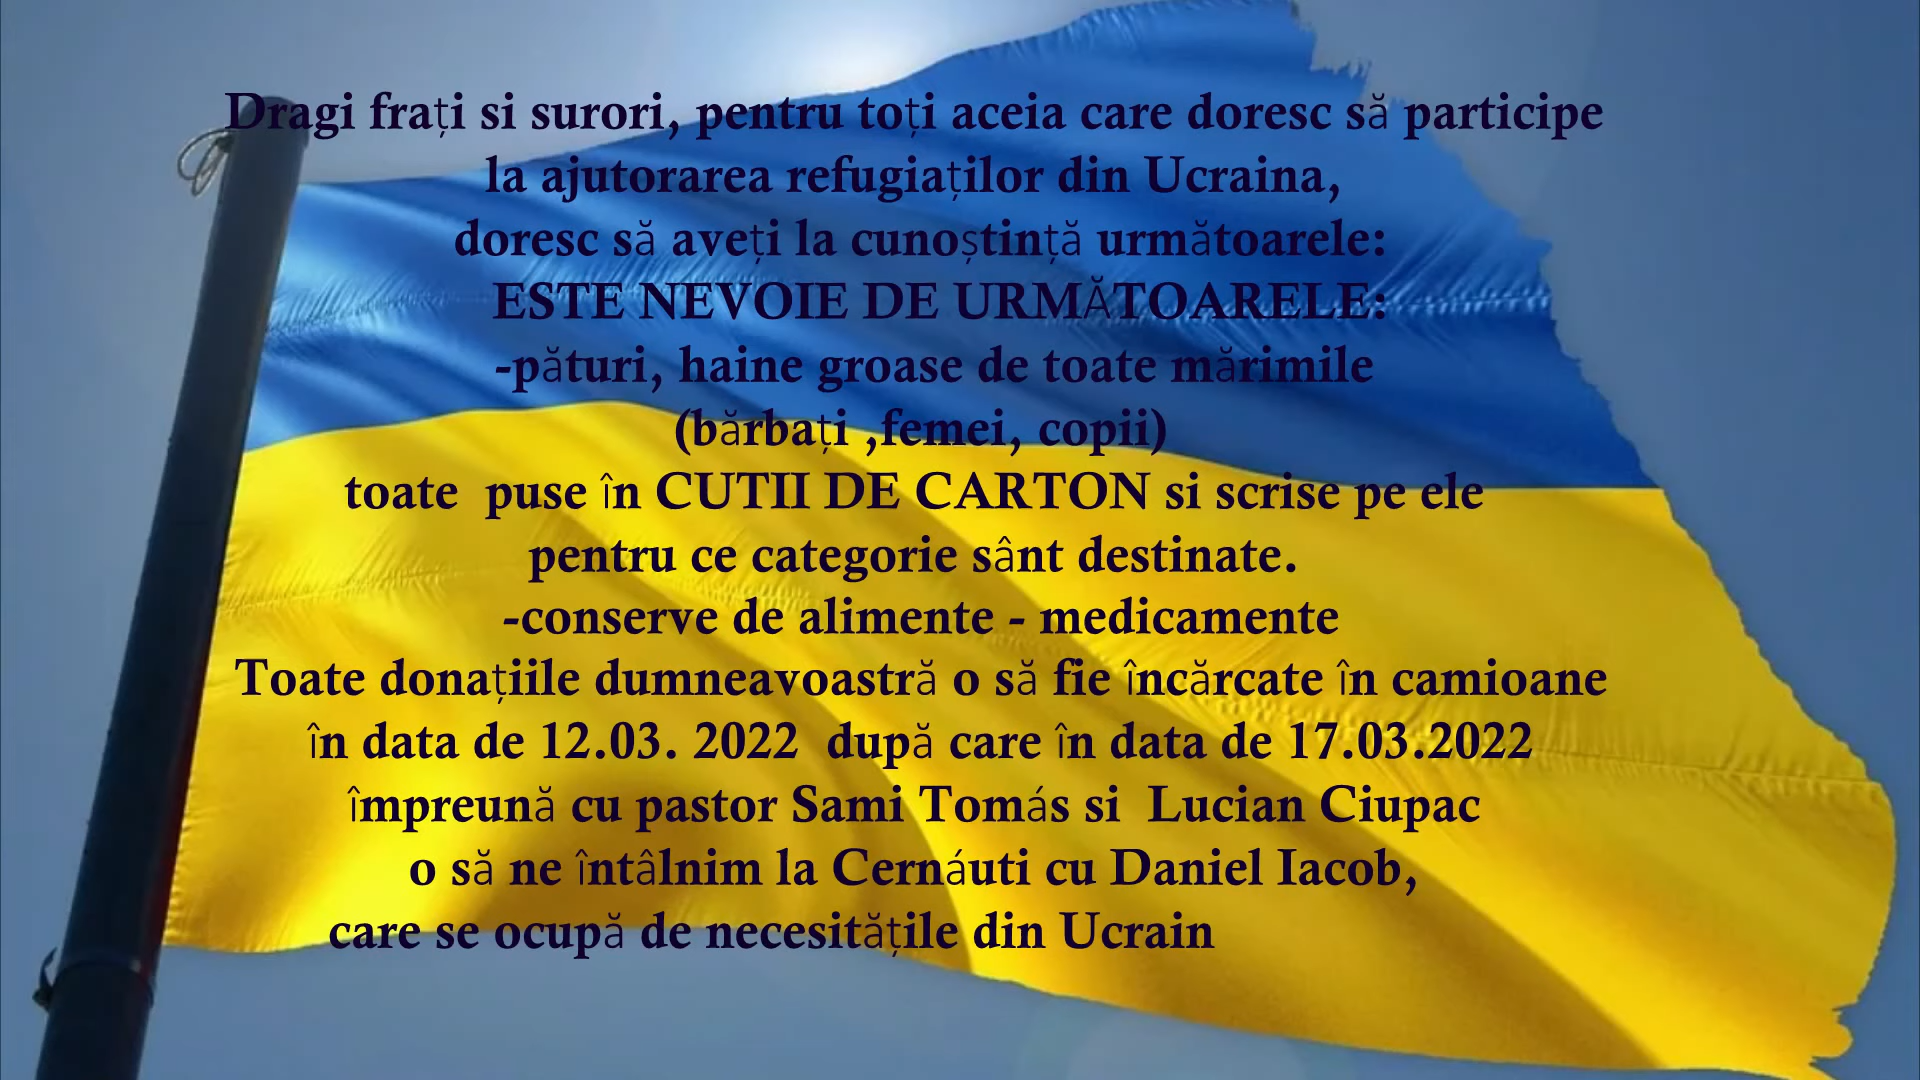 Dragi frați si surori, pentru toți aceia care doresc să participe
la ajutorarea refugiaților din Ucraina,
doresc să aveți la cunoștință următoarele:
ESTE NEVOIE DE URMĂTOARELE:
-pături, haine groase de toate mărimile
(bărbați ,femei, copii)
toate  puse în CUTII DE CARTON si scrise pe ele
pentru ce categorie sânt destinate.
-conserve de alimente - medicamente
Toate donațiile dumneavoastră o să fie încărcate în camioane
în data de 12.03. 2022  după care în data de 17.03.2022
împreună cu pastor Sami Tomás si  Lucian Ciupac
o să ne întâlnim la Cernáuti cu Daniel Iacob,
care se ocupă de necesitățile din Ucrain